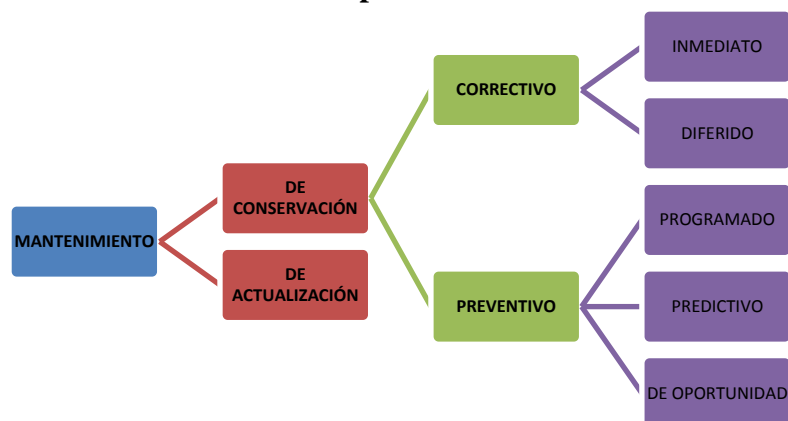 MANTENIMIENTO
DE
CONSERVACIÓN
DE
ACTUALIZACIÓN
CORRECTIVO
PREVENTIVO
INMEDIATO
DIFERIDO
PROGRAMADO
PREDICTIVO
DE OPORTUNIDAD